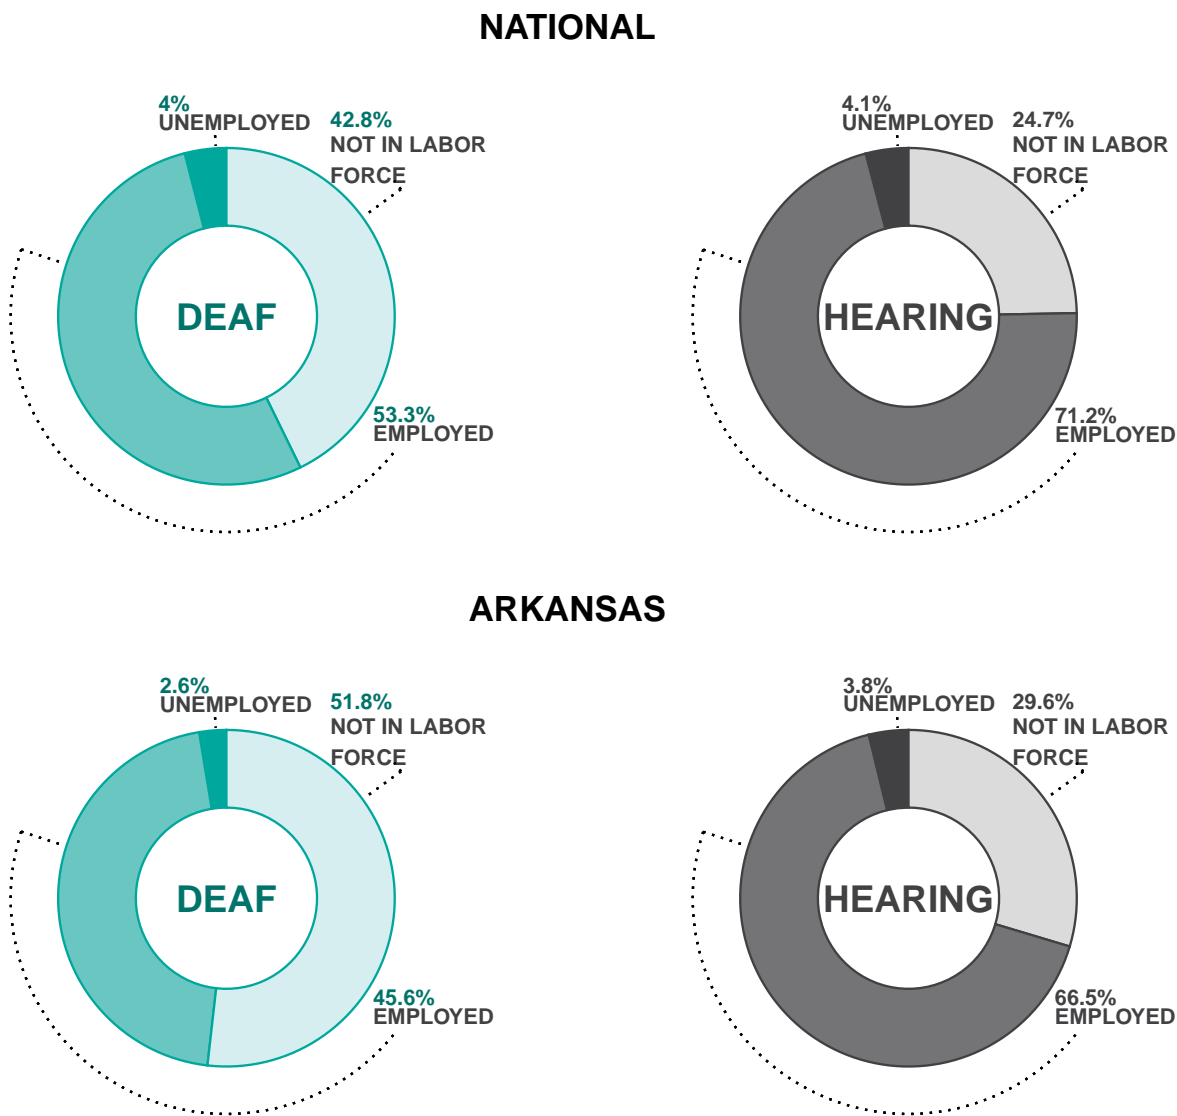 NATIONAL
4%
UNEMPLOYED
42.8%
NOT IN LABOR
FORCE
DEAF
53.3%
EMPLOYED
4.1%
UNEMPLOYED
24.7%
NOT IN LABOR
FORCE
HEARING
71.2%
EMPLOYED
ARKANSAS
2.6%
UNEMPLOYED
51.8%
NOT IN LABOR
FORCE
DEAF
45.6%
EMPLOYED
3.8%
UNEMPLOYED
29.6%
NOT IN LABOR
FORCE
HEARING
66.5%
EMPLOYED